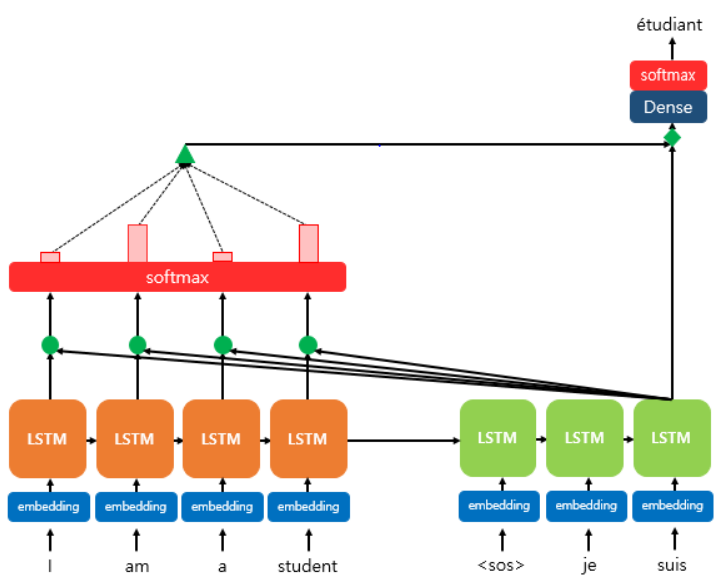 étudiant
softmax
Dense
softmax
LSTM LSTM LSTM LSTM LSTM LSTM LSTM
embedding embedding embedding embedding embedding embedding embedding
I am a student <sos> je suis